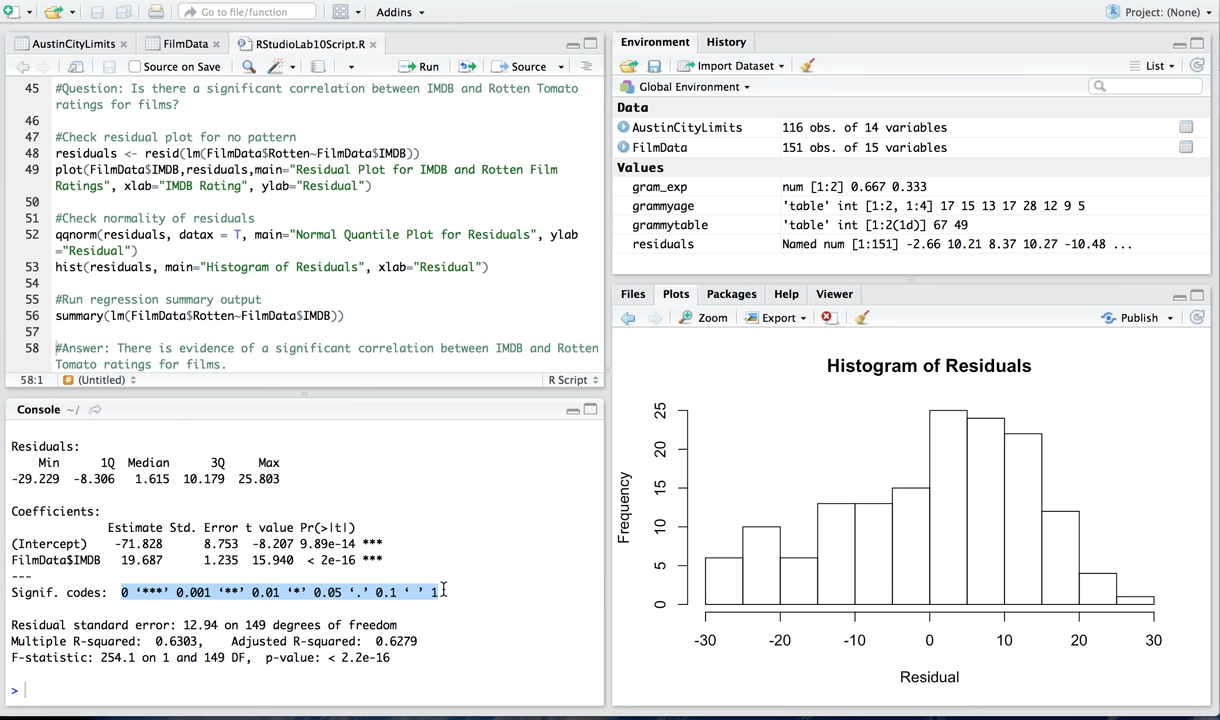 Go to file/function
Addins
Project: (None)
AustinCityLimits
FilmData
RStudioLab10Script.R
Source on Save
Run
Source
45 #Question: Is there a significant correlation between IMDB and Rotten Tomato
ratings for films?
46
47 #Check residual plot for no pattern
48 residuals <- resid(lm(FilmData$Rotten~FilmData$IMDB))
49 plot(FilmData$IMDB,residuals,main="Residual Plot for IMDB and Rotten Film
Ratings", xlab="IMDB Rating", ylab="Residual")
50
51 #Check normality of residuals
52 qqnorm(residuals, datax = T, main="Normal Quantile Plot for Residuals", ylab
="Residual")
53 hist(residuals, main="Histogram of Residuals", xlab="Residual")
54
55 #Run regression summary output
56 summary(lm(FilmData$Rotten~FilmData$IMDB))
57
58 #Answer: There is evidence of a significant correlation between IMDB and Rotten
Tomato ratings for films.
58:1 # (Untitled) R Script
Console ~/
Residuals:
Min 1Q Median 3Q Max
-29.229 -8.306 1.615 10.179 25.803
Coefficients:
Estimate Std. Error t value Pr(>|t|)
(Intercept) -71.828 8.753 -8.207 9.89e-14 ***
FilmData$IMDB 19.687 1.235 15.940 < 2e-16 ***
---
Signif. codes: 0 ‘***’ 0.001 ‘**’ 0.01 ‘*’ 0.05 ‘.’ 0.1 ‘ ’ 1
Residual standard error: 12.94 on 149 degrees of freedom
Multiple R-squared: 0.6303, Adjusted R-squared: 0.6279
F-statistic: 254.1 on 1 and 149 DF, p-value: < 2.2e-16
>
Environment History
Import Dataset
List
Global Environment
Data
AustinCityLimits 116 obs. of 14 variables
FilmData 151 obs. of 15 variables
Values
gram_exp num [1:2] 0.667 0.333
grammyage 'table' int [1:2, 1:4] 17 15 13 17 28 12 9 5
grammytable 'table' int [1:2(1d)] 67 49
residuals Named num [1:151] -2.66 10.21 8.37 10.27 -10.48 ...
Files Plots Packages Help Viewer
Zoom Export Publish
Histogram of Residuals
Frequency
25
20
15
10
5
0
-30 -20 -10 0 10 20 30
Residual